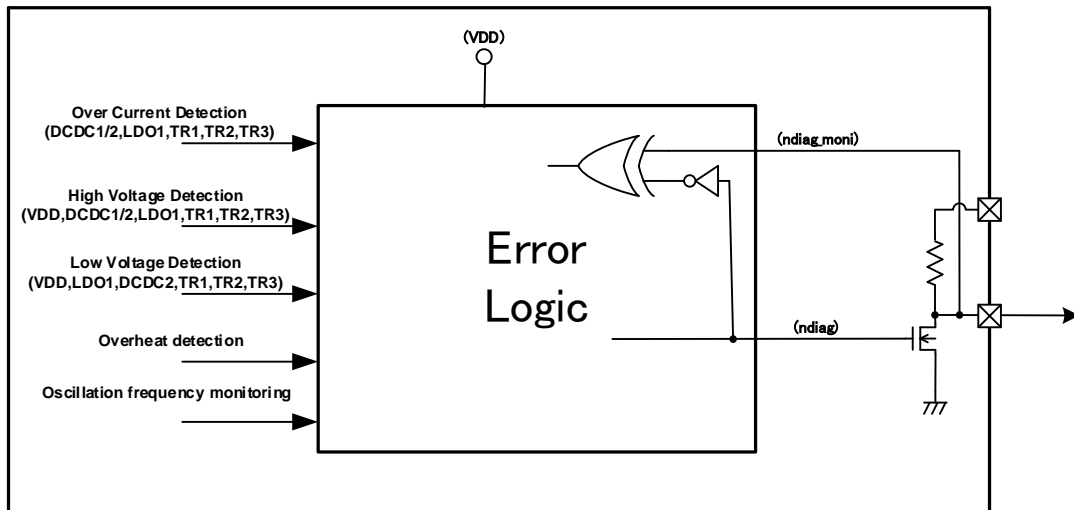 (VDD)
Over Current Detection
(DCDC1/2,LDO1,TR1,TR2,TR3)
High Voltage Detection
(VDD,DCDC1/2,LDO1,TR1,TR2,TR3)
Low Voltage Detection
(VDD,LDO1,DCDC2,TR1,TR2,TR3)
Overheat detection
Oscillation frequency monitoring
Error
Logic
(ndiag_moni)
(ndiag)